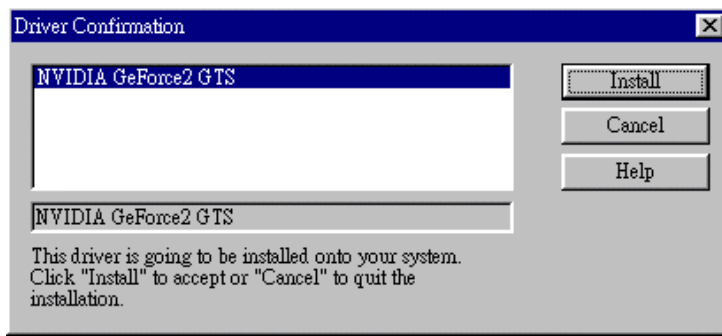 Driver Confirmation
NVIDIA GeForce2 GTS
Install
Cancel
Help
NVIDIA GeForce2 GTS
This driver is going to be installed onto your system.
Click "Install" to accept or "Cancel" to quit the
installation.